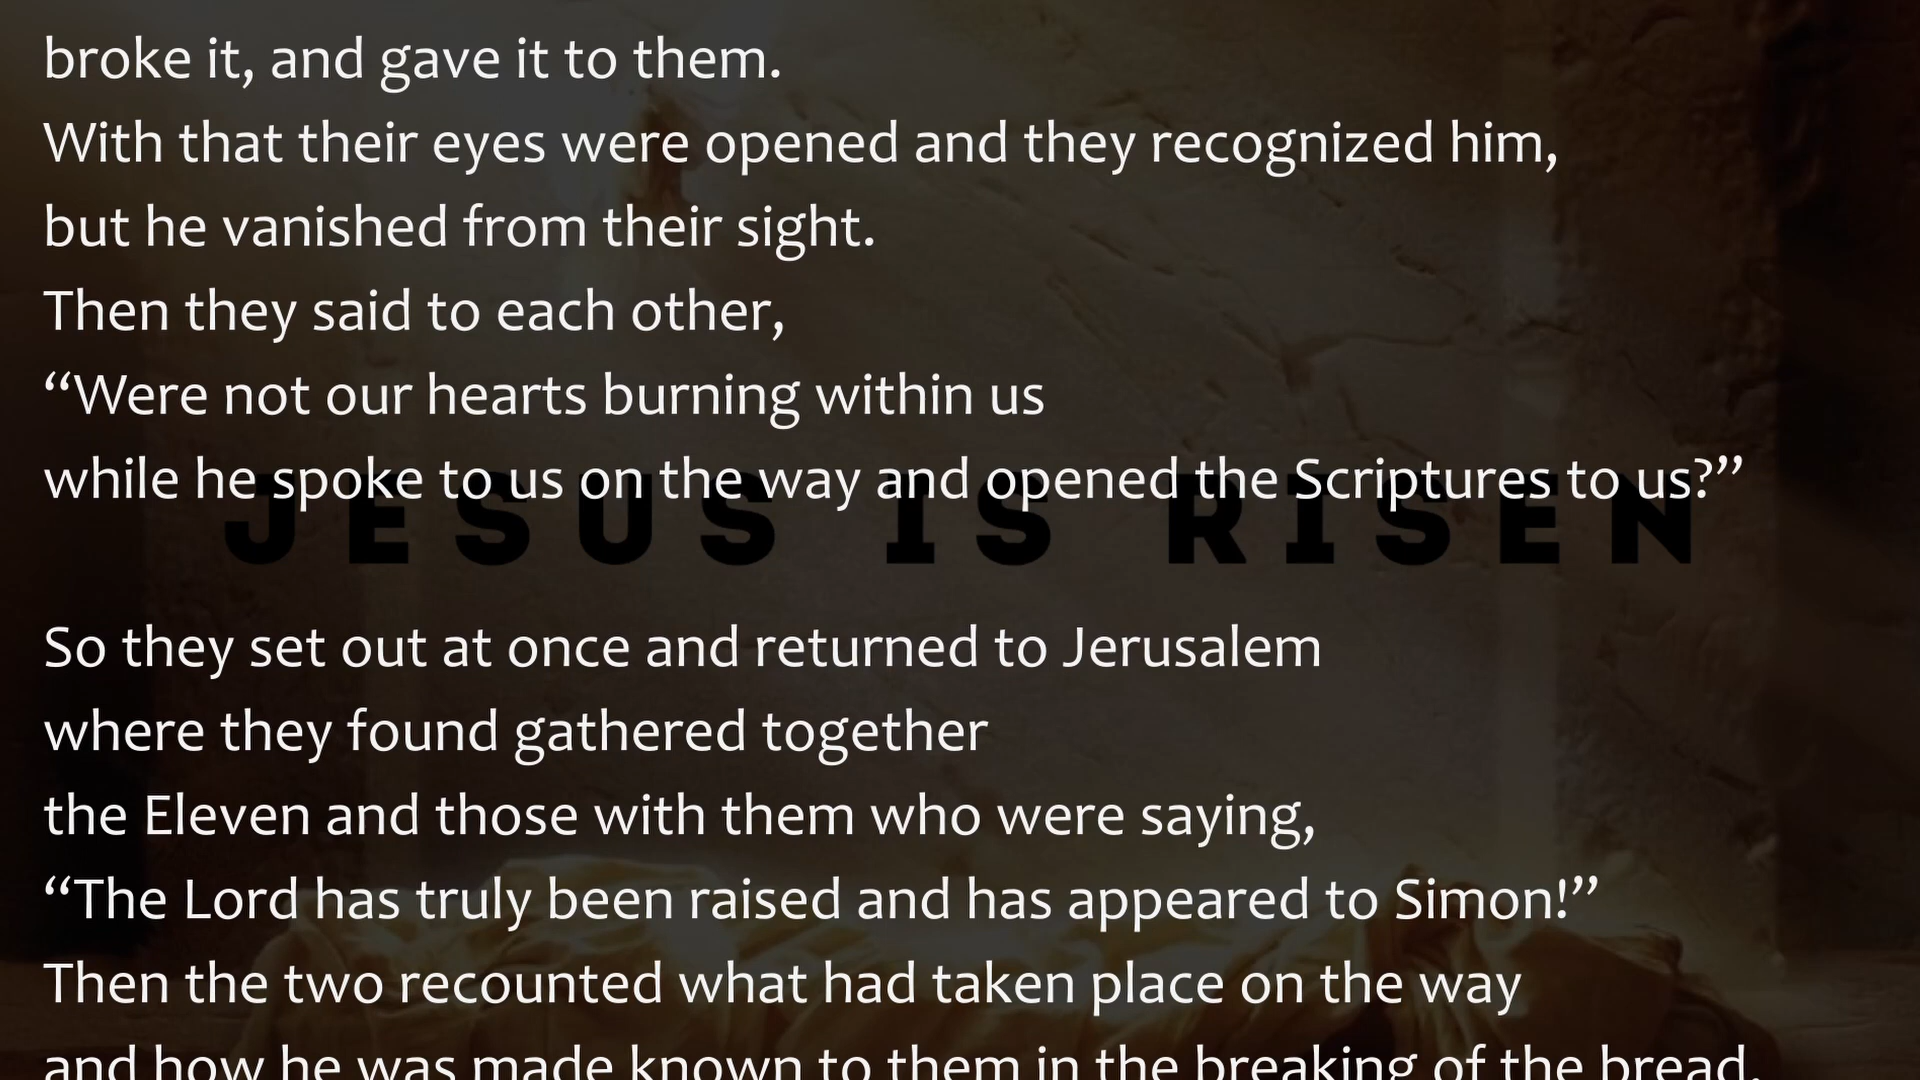 broke it, and gave it to them.
With that their eyes were opened and they recognized him,
but he vanished from their sight.
Then they said to each other,
“Were not our hearts burning within us
while he spoke to us on the way and opened the Scriptures to us?”
JESUS IS RISEN
So they set out at once and returned to Jerusalem
where they found gathered together
the Eleven and those with them who were saying,
“The Lord has truly been raised and has appeared to Simon!”
Then the two recounted what had taken place on the way
and how he was made known to them in the breaking of the bread.